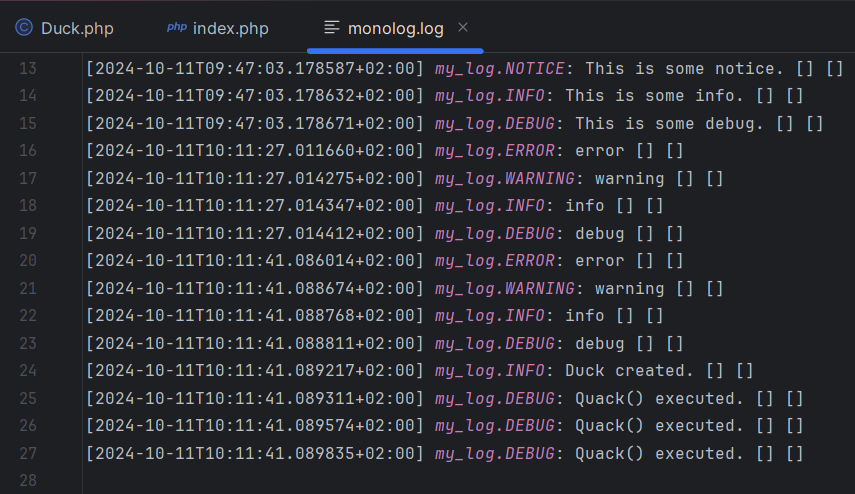 Duck.php php index.php monolog.log
13 [2024-10-11T09:47:03.178587+02:00] my_log.NOTICE: This is some notice. [] []
14 [2024-10-11T09:47:03.178632+02:00] my_log.INFO: This is some info. [] []
15 [2024-10-11T09:47:03.178671+02:00] my_log.DEBUG: This is some debug. [] []
16 [2024-10-11T10:11:27.011660+02:00] my_log.ERROR: error [] []
17 [2024-10-11T10:11:27.014275+02:00] my_log.WARNING: warning [] []
18 [2024-10-11T10:11:27.014347+02:00] my_log.INFO: info [] []
19 [2024-10-11T10:11:27.014412+02:00] my_log.DEBUG: debug [] []
20 [2024-10-11T10:11:41.086014+02:00] my_log.ERROR: error [] []
21 [2024-10-11T10:11:41.088674+02:00] my_log.WARNING: warning [] []
22 [2024-10-11T10:11:41.088768+02:00] my_log.INFO: info [] []
23 [2024-10-11T10:11:41.088811+02:00] my_log.DEBUG: debug [] []
24 [2024-10-11T10:11:41.089217+02:00] my_log.INFO: Duck created. [] []
25 [2024-10-11T10:11:41.089311+02:00] my_log.DEBUG: Quack() executed. [] []
26 [2024-10-11T10:11:41.089574+02:00] my_log.DEBUG: Quack() executed. [] []
27 [2024-10-11T10:11:41.089835+02:00] my_log.DEBUG: Quack() executed. [] []
28